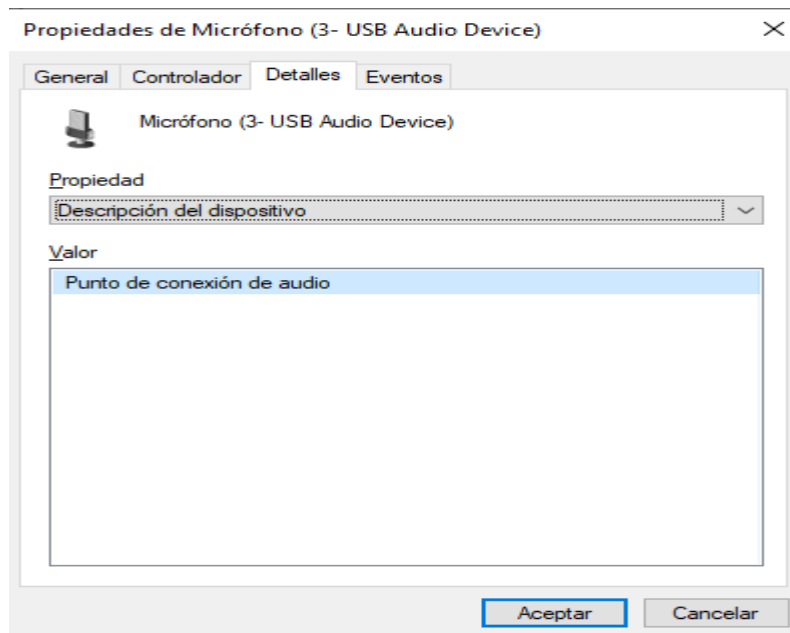 Propiedades de Micrófono (3- USB Audio Device)
General Controlador Detalles Eventos
Micrófono (3- USB Audio Device)
Propiedad
Descripción del dispositivo
Valor
Punto de conexión de audio
Aceptar Cancelar